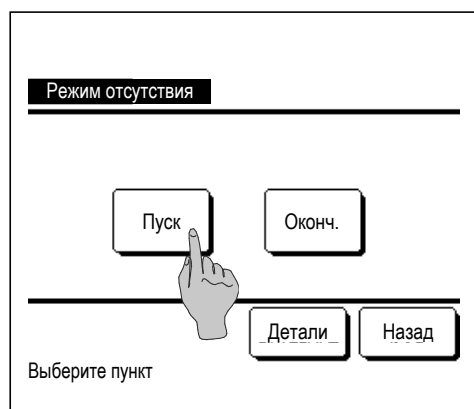 Режим отсутствия
Пуск
Оконч.
Детали
Назад
Выберите пункт